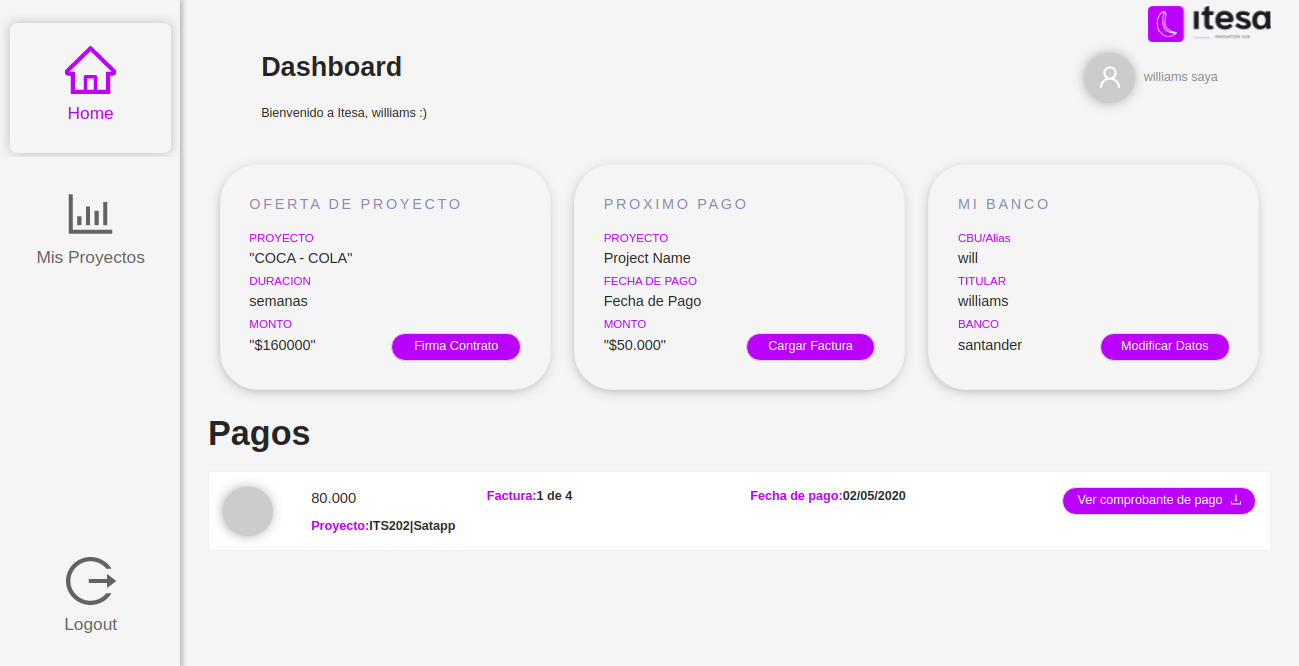 itesa
INNOVATION HUB
Dashboard
williams saya
Bienvenido a Itesa, williams :)
Home
Mis Proyectos
Logout
OFERTA DE PROYECTO
PROYECTO
"COCA - COLA"
DURACION
semanas
MONTO
"$160000"
Firma Contrato
PROXIMO PAGO
PROYECTO
Project Name
FECHA DE PAGO
Fecha de Pago
MONTO
"$50.000"
Cargar Factura
MI BANCO
CBU/Alias
will
TITULAR
williams
BANCO
santander
Modificar Datos
Pagos
80.000
Proyecto:ITS202|Satapp
Factura:1 de 4
Fecha de pago:02/05/2020
Ver comprobante de pago